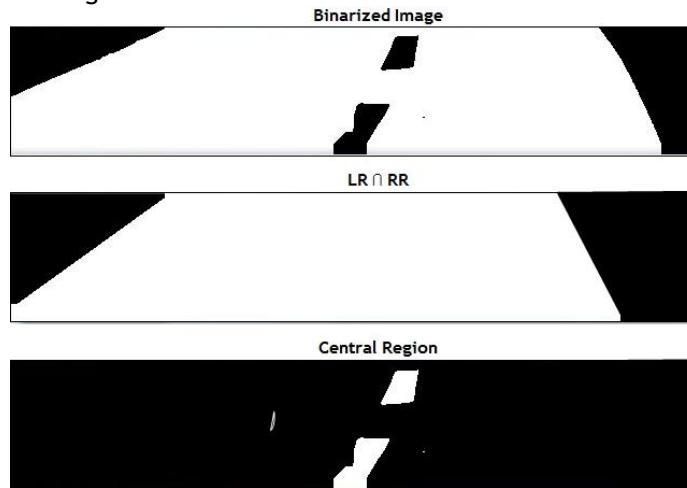 Binarized Image
LR ∩ RR
Central Region